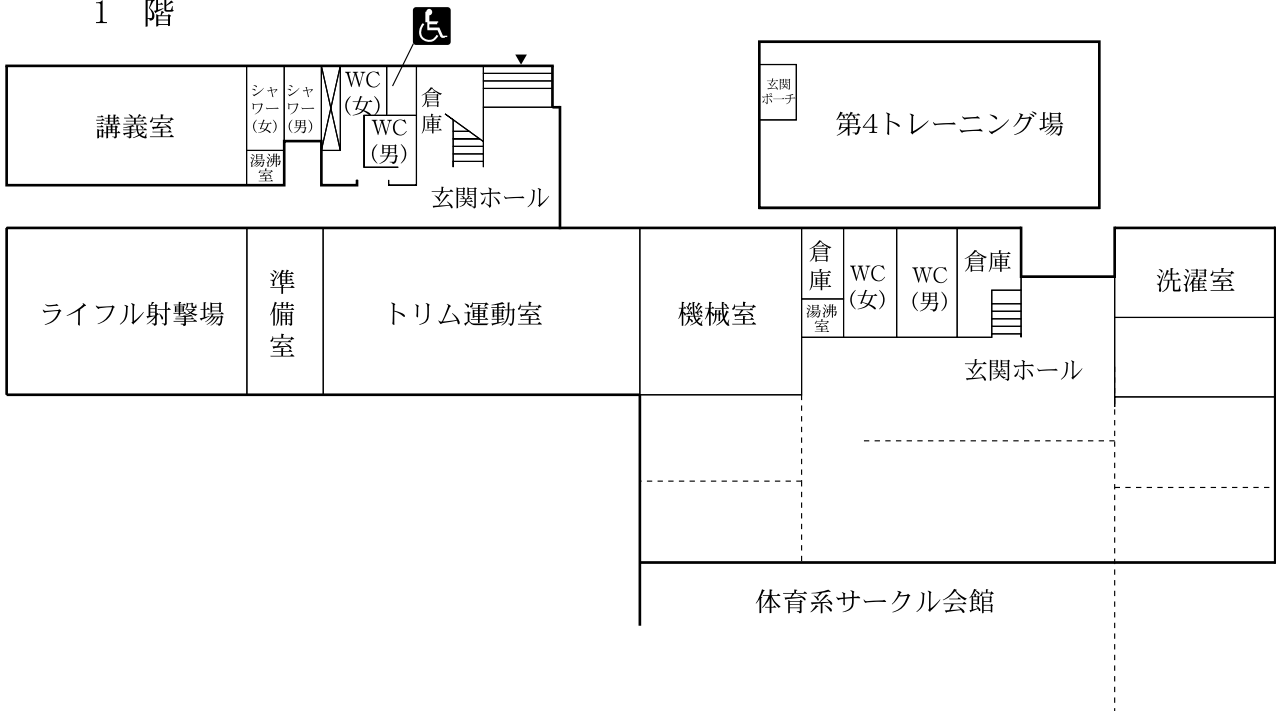 1 階
講義室
シャ
ワー
(女)
シャ
ワー
(男)
湯沸
室
WC
(女)
WC
(男)
倉
庫
玄関ホール
玄関
ポーチ
第4トレーニング場
ライフル射撃場
準
備
室
トリム運動室
機械室
倉
庫
湯沸
室
WC
(女)
WC
(男)
倉庫
玄関ホール
洗濯室
体育系サークル会館